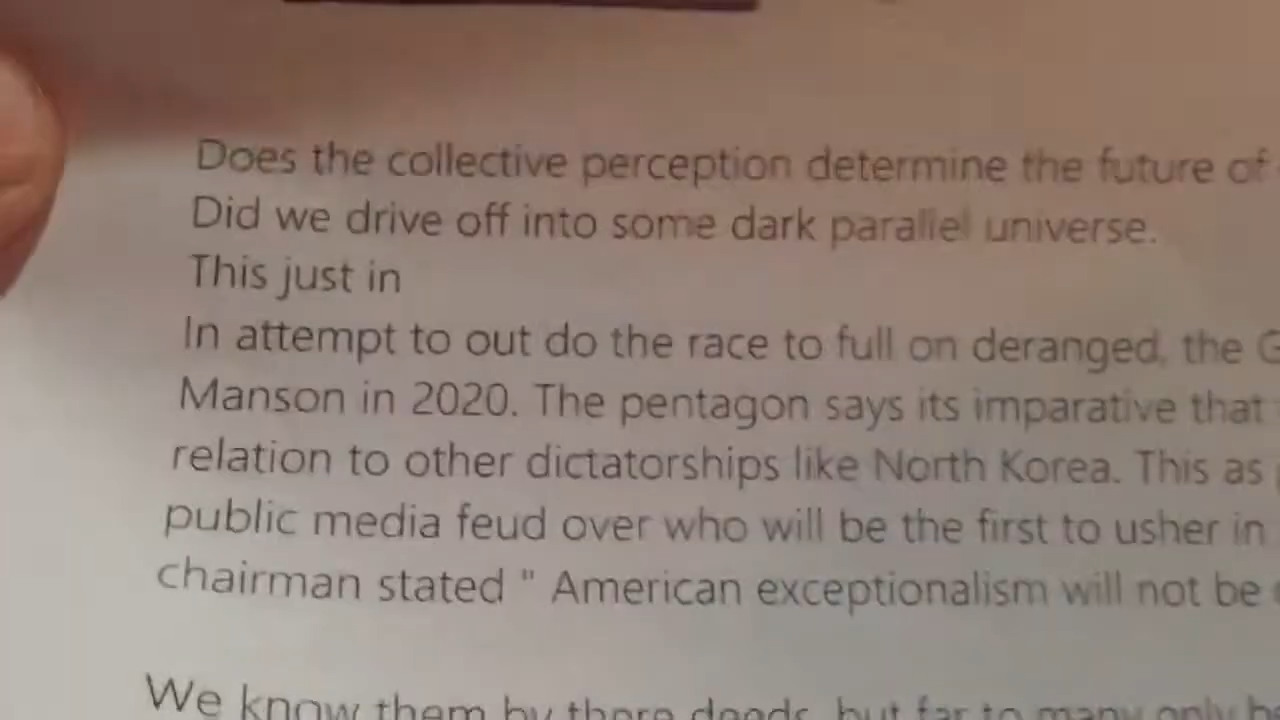 Does the collective perception determine the future of
Did we drive off into some dark parallel universe.
This just in
In attempt to out do the race to full on deranged, the G
Manson in 2020. The pentagon says its imparative that
relation to other dictatorships like North Korea. This as
public media feud over who will be the first to usher in
chairman stated " American exceptionalism will not be
We know them by there deeds, but far to many only